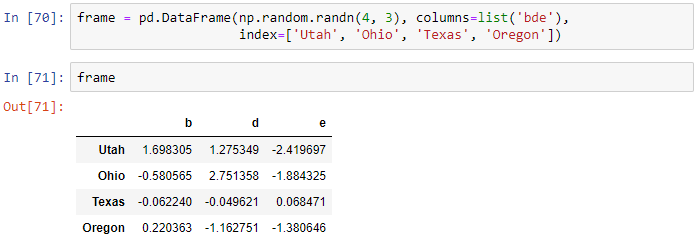 In [70]: frame = pd.DataFrame(np.random.randn(4, 3), columns=list('bde'),
index=['Utah', 'Ohio', 'Texas', 'Oregon'])
In [71]: frame
Out[71]:
b d e
Utah 1.698305 1.275349 -2.419697
Ohio -0.580565 2.751358 -1.884325
Texas -0.062240 -0.049621 0.068471
Oregon 0.220363 -1.162751 -1.380646